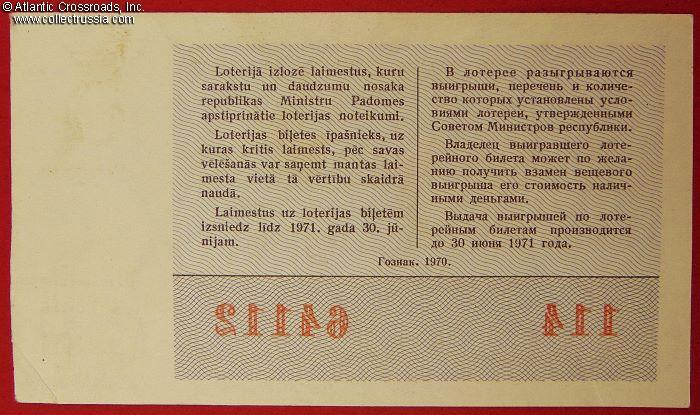 © Atlantic Crossroads, Inc.
www.collectrussia.com
Loterijā izlozē laimestus, kuru
sarakstu un daudzumu nosaka
republikas Ministru Padomes
apstiprinātie loterijas noteikumi.
Loterijas biļetes īpašnieks, uz
kuras kritis laimests, pēc savas
vēlēšanās var saņemt mantas lai-
mesta vietā tā vērtību skaidrā
naudā.
Laimestus uz loterijas biļetēm
izsniedz līdz 1971. gada 30. jū-
nijam.
В лотерее разыгрываются
выигрыши, перечень и количе-
ство которых установлены усло-
виями лотереи, утвержденными
Советом Министров республики.
Владелец выигравшего лоте-
рейного билета может по жела-
нию получить взамен вещевого
выигрыша его стоимость налич-
ными деньгами.
Выдача выигрышей по лоте-
рейным билетам производится
до 30 июня 1971 года.
Гознак. 1970.
64112 114